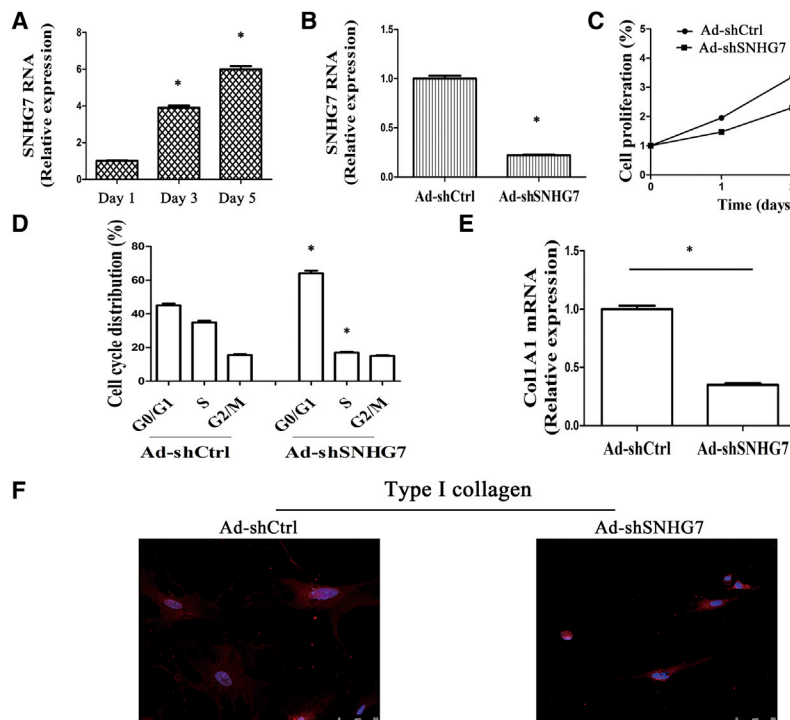 A
SNHG7 RNA
(Relative expression)
8
6
4
2
0
*
*
Day 1
Day 3
Day 5
B
SNHG7 RNA
(Relative expression)
1.5
1.0
0.5
0.0
*
Ad-shCtrl
Ad-shSNHG7
C
Cell proliferation (%)
5
4
3
2
1
0
Ad-shCtrl
Ad-shSNHG7
0
1
Time (days
D
Cell cycle distribution (%)
80
60
40
20
0
*
*
G0/G1
S
G2/M
G0/G1
S
G2/M
Ad-shCtrl
Ad-shSNHG7
E
Col1A1 mRNA
(Relative expression)
1.5
1.0
0.5
0.0
*
Ad-shCtrl
Ad-shSNHG7
F
Type I collagen
Ad-shCtrl
Ad-shSNHG7